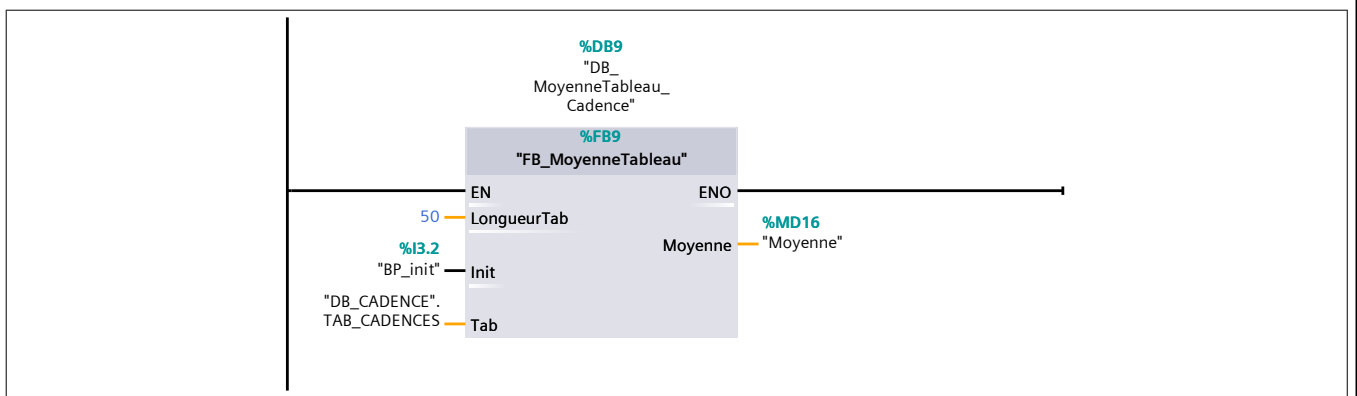 %DB9
"DB_
MoyenneTableau_
Cadence"
%FB9
"FB_MoyenneTableau"
EN
ENO
50
LongueurTab
%MD16
Moyenne
"Moyenne"
%I3.2
"BP_init"
Init
"DB_CADENCE".
TAB_CADENCES
Tab